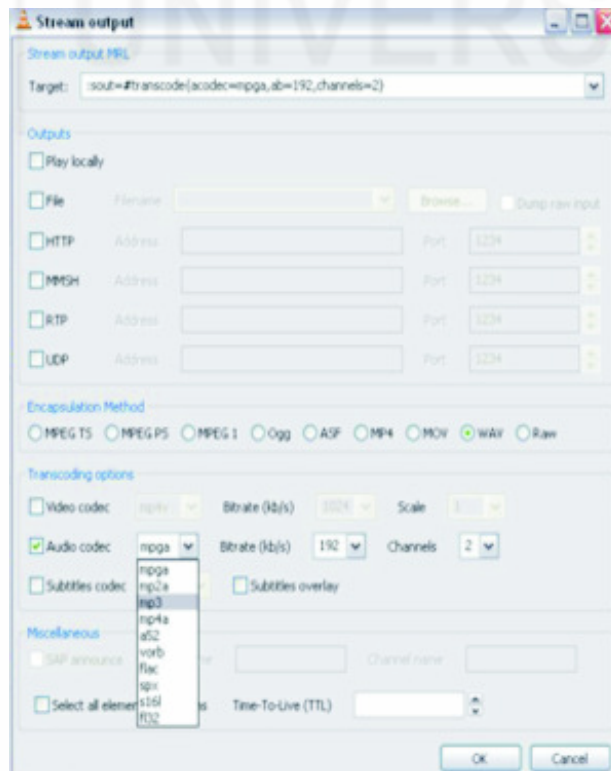 UNIVERS
Stream output
Stream output MRL
Target: :sout=#transcode{acodec=mpga,ab=192,channels=2}
Outputs
Play locally
File Filename Browse... Dump raw input
HTTP Address Port 1234
MMSH Address Port 1234
RTP Address Port 1234
UDP Address Port 1234
Encapsulation Method
MPEG TS MPEG PS MPEG 1 Ogg ASF MP4 MOV WAV Raw
Transcoding options
Video codec mp4v Bitrate (kb/s) 1024 Scale 1
Audio codec mpga Bitrate (kb/s) 192 Channels 2
mpga
Subtitles codec mp2a Subtitles overlay
mp3
mp4a
a52
Miscellaneous
vorb
SAP announce Channel name
flac
spx
Select all elemen s16l Time-To-Live (TTL)
fl32
OK Cancel